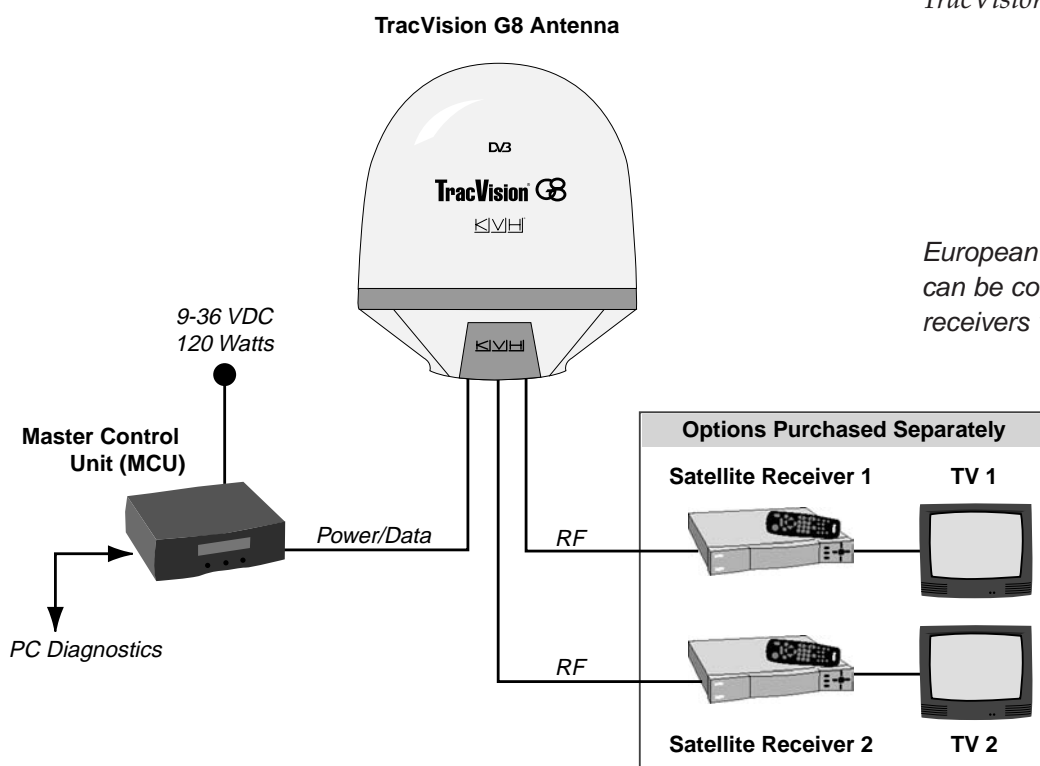 TracVision
TracVision G8 Antenna
DVB
TracVision G8
KVH
European
can be co
receivers
9-36 VDC
120 Watts
KVH
Master Control
Unit (MCU)
Options Purchased Separately
Satellite Receiver 1
TV 1
Power/Data
RF
PC Diagnostics
RF
Satellite Receiver 2
TV 2